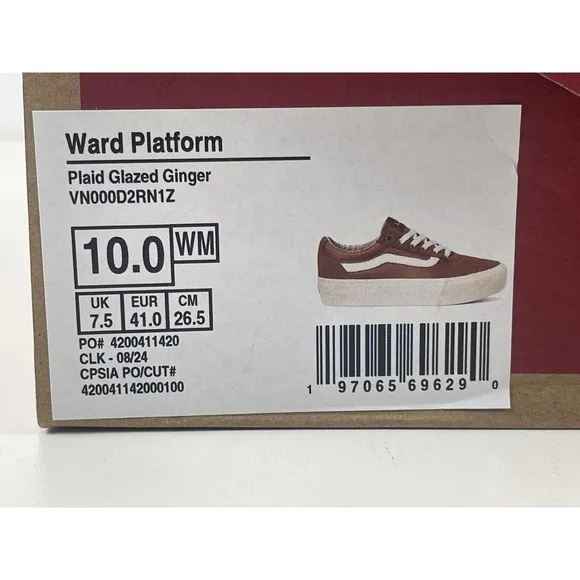 Ward Platform
Plaid Glazed Ginger
VN000D2RN1Z
10.0 WM
UK EUR CM
7.5 41.0 26.5
PO# 4200411420
CLK - 08/24
CPSIA PO/CUT#
420041142000100
1 97065 69629 0